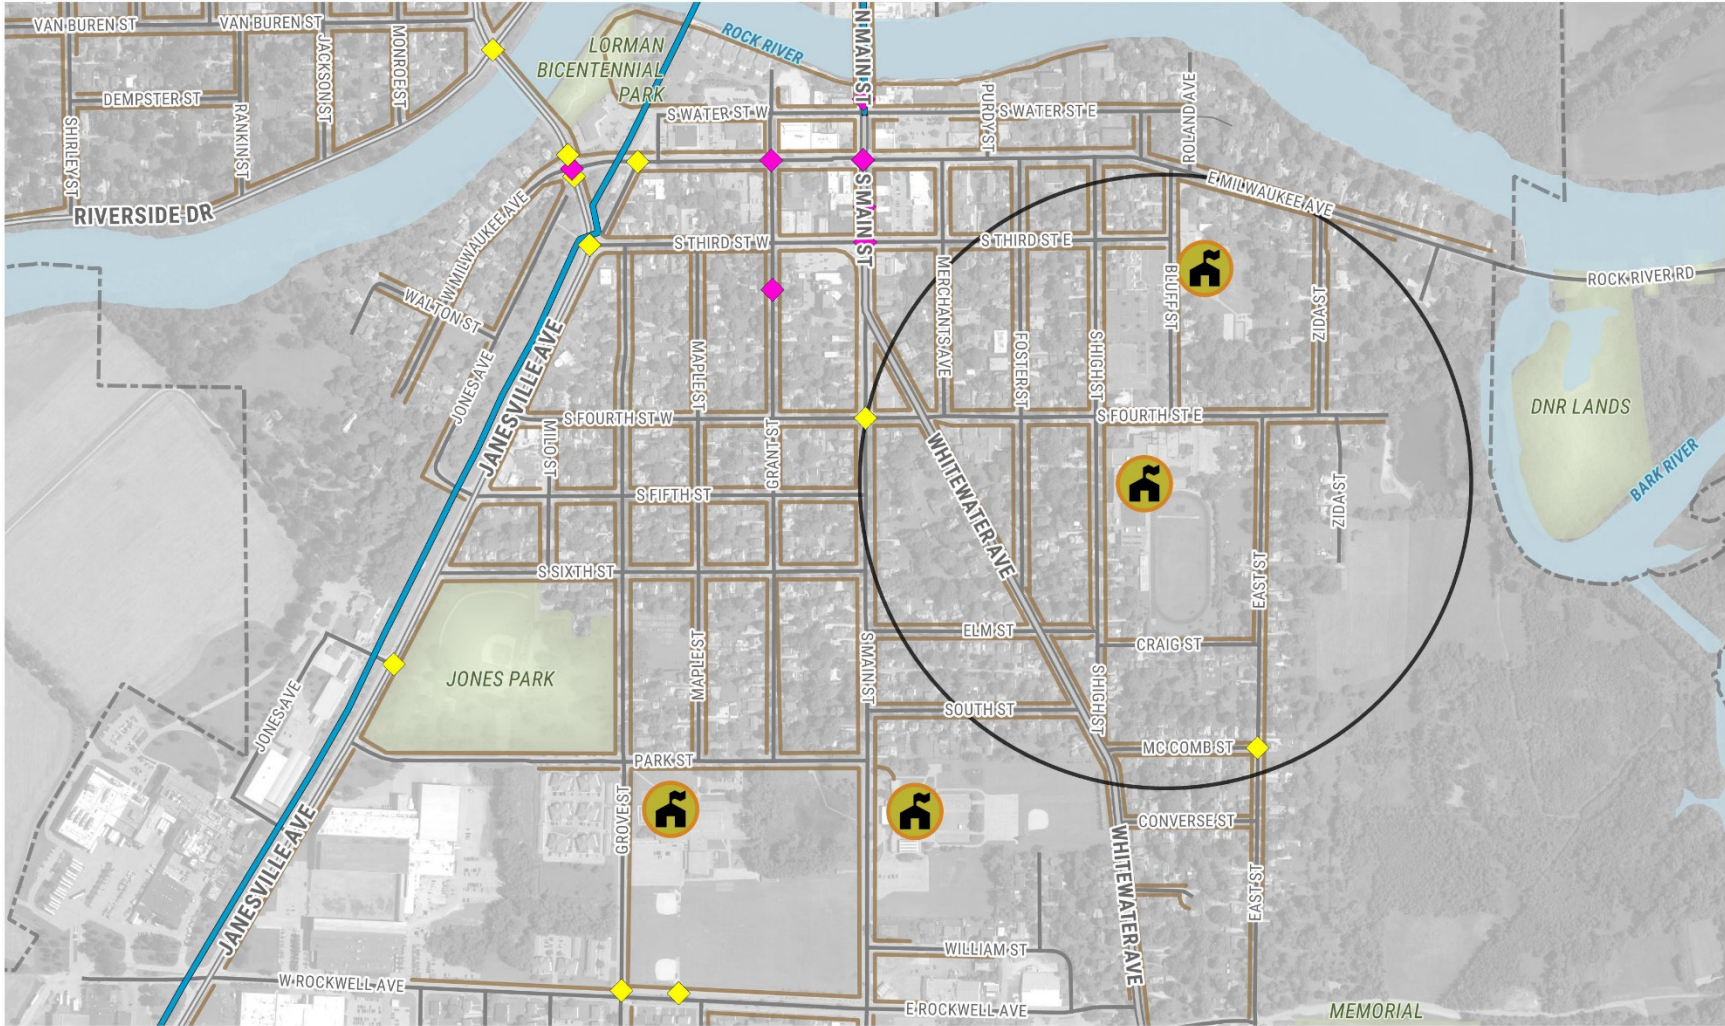 VAN BUREN ST
VAN BUREN ST
MONROE ST
JACKSON ST
DEMPSTER ST
RANKIN ST
SHIRLEY ST
RIVERSIDE DR
LORMAN
BICENTENNIAL
PARK
ROCK RIVER
N MAIN ST
S WATER ST W
PURDY ST
S WATER ST E
ROLAND AVE
W MILWAUKEE AVE
E MILWAUKEE AVE
S MAIN ST
S THIRD ST W
S THIRD ST E
WALTON ST
JONES AVE
JANESVILLE AVE
MERCHANTS AVE
FOSTER ST
S HIGH ST
BLUFF ST
ZIDA ST
ROCK RIVER RD
MAPLE ST
GRANT ST
MILO ST
S FOURTH ST W
S FOURTH ST E
DNR LANDS
BARK RIVER
WHITEWATER AVE
S FIFTH ST
ZIDA ST
S SIXTH ST
EAST ST
ELM ST
CRAIG ST
JONES PARK
MAPLE ST
S MAIN ST
S HIGH ST
JONES AVE
SOUTH ST
MC COMB ST
PARK ST
GROVE ST
CONVERSE ST
JANESVILLE AVE
WHITEWATER AVE
EAST ST
WILLIAM ST
W ROCKWELL AVE
E ROCKWELL AVE
MEMORIAL